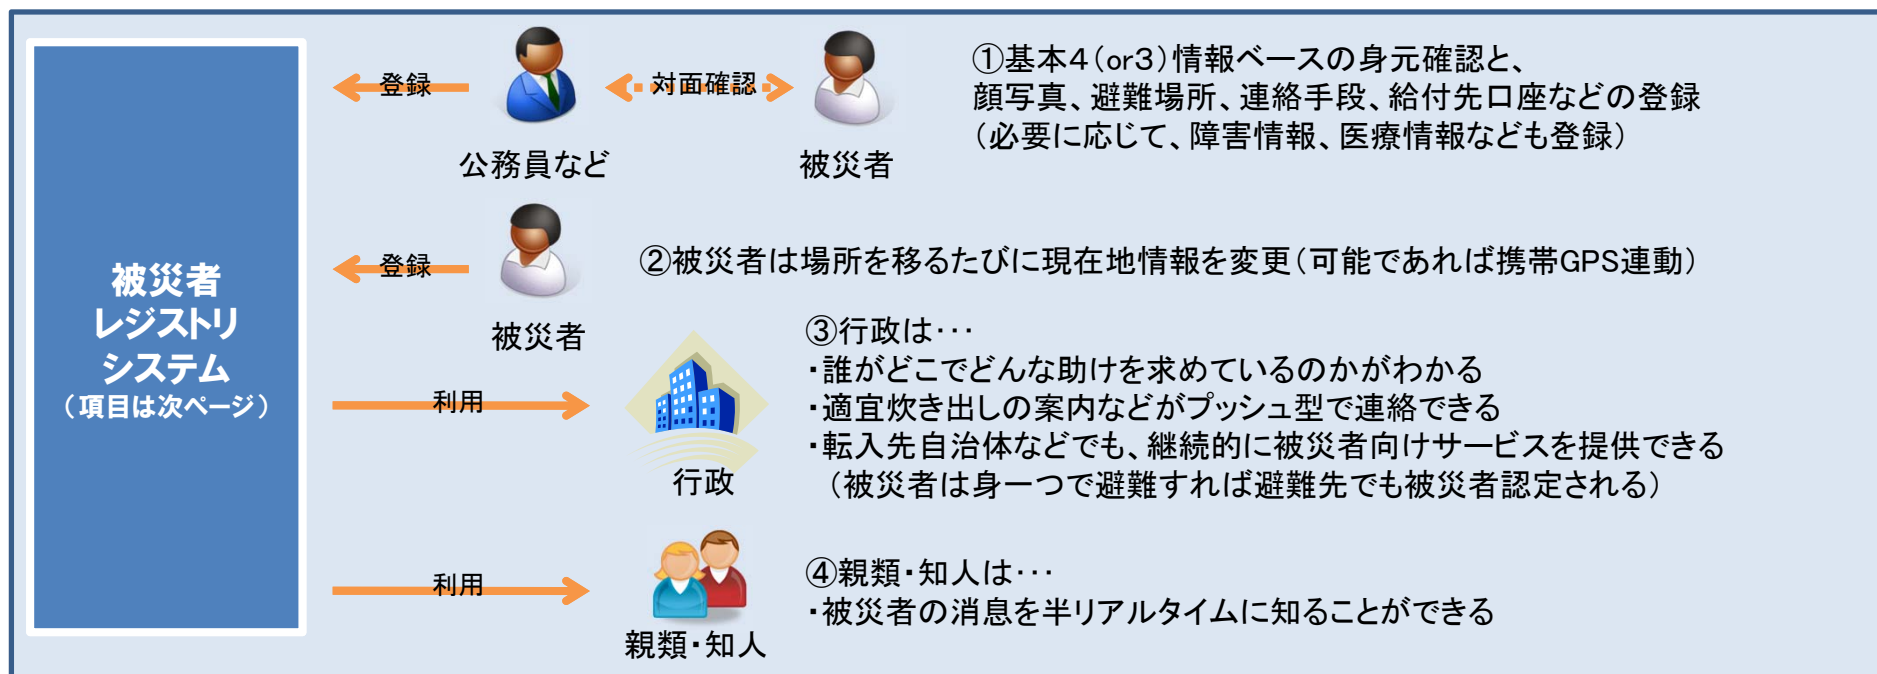 被災者
レジストリ
システム
（項目は次ページ）
登録
公務員など
対面確認
被災者
①基本４（or３）情報ベースの身元確認と、
顔写真、避難場所、連絡手段、給付先口座などの登録
（必要に応じて、障害情報、医療情報なども登録）
登録
被災者
②被災者は場所を移るたびに現在地情報を変更（可能であれば携帯GPS連動）
利用
行政
③行政は・・・
・誰がどこでどんな助けを求めているのかがわかる
・適宜炊き出しの案内などがプッシュ型で連絡できる
・転入先自治体などでも、継続的に被災者向けサービスを提供できる
（被災者は身一つで避難すれば避難先でも被災者認定される）
利用
親類・知人
④親類・知人は・・・
・被災者の消息を半リアルタイムに知ることができる